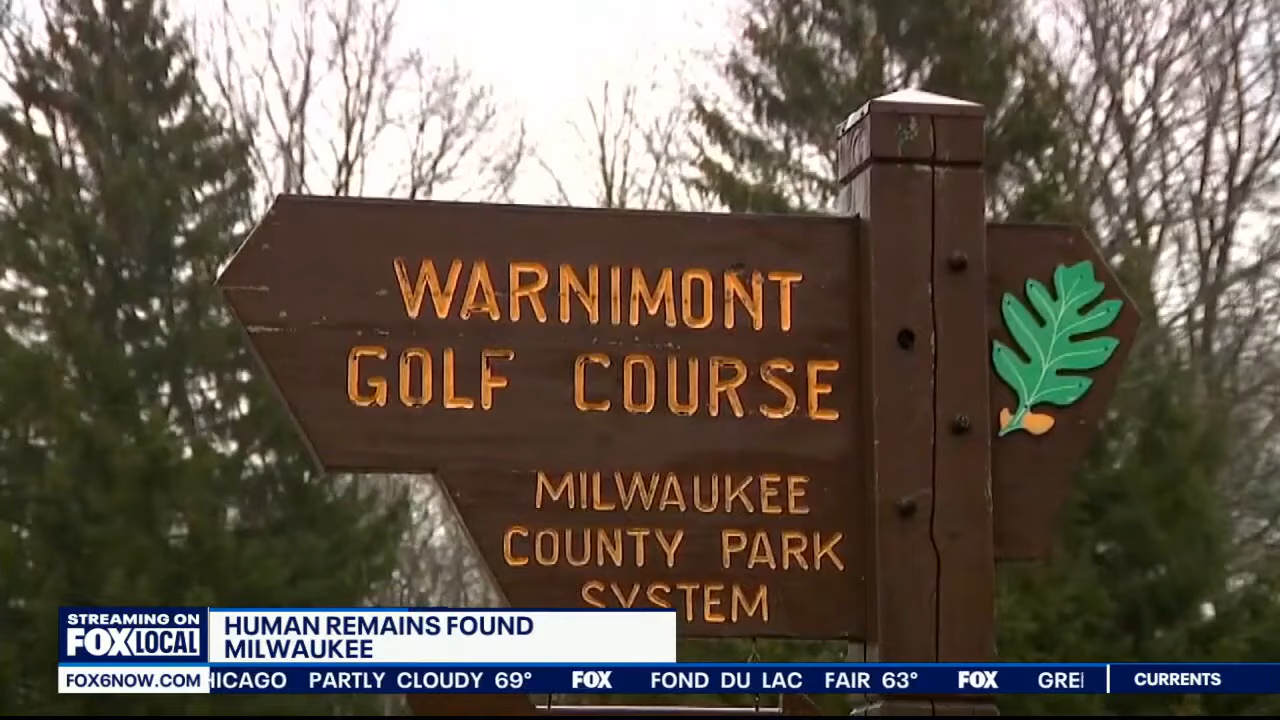 WARNIMONT
GOLF COURSE
MILWAUKEE
COUNTY PARK
SYSTEM
STREAMING ON
FOX LOCAL
HUMAN REMAINS FOUND
MILWAUKEE
FOX6NOW.COM
PARTLY CLOUDY 69° FOX FOND DU LAC FAIR 63° FOX
CURRENTS